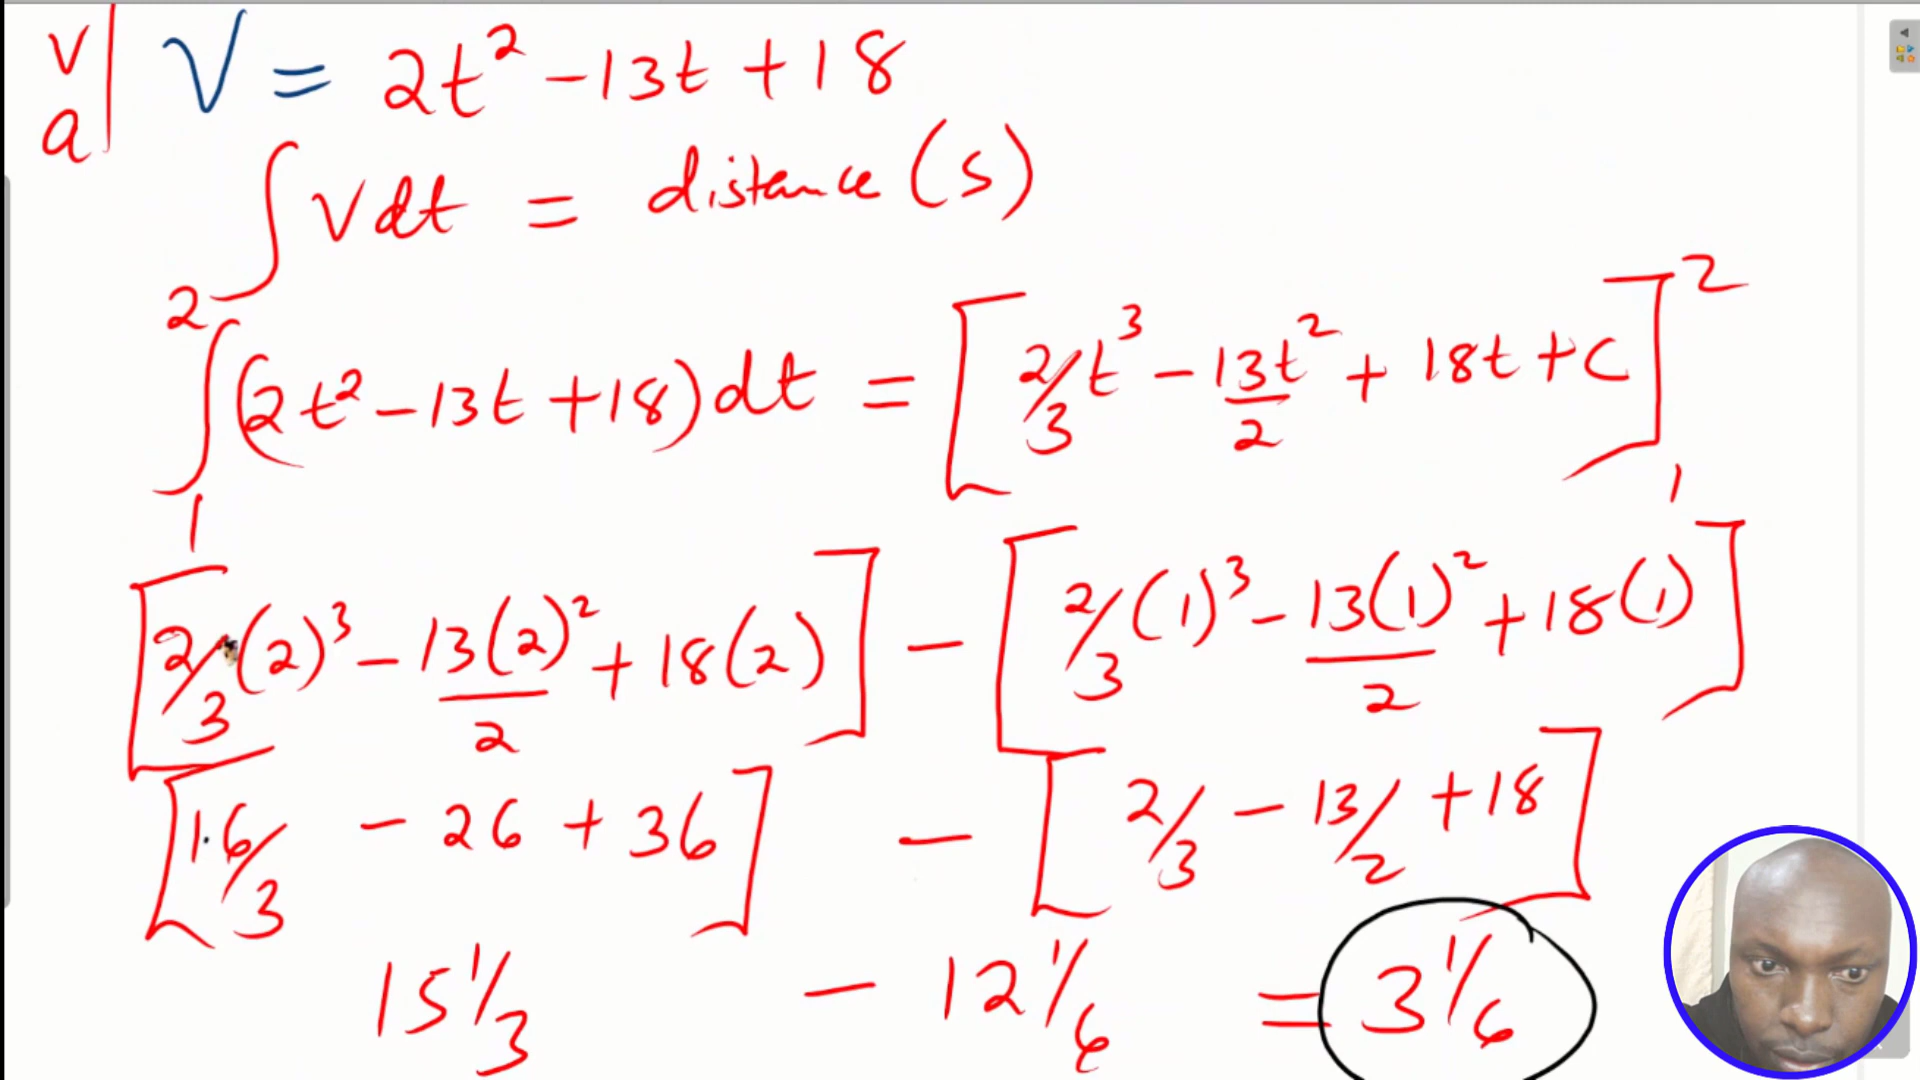 v
a
V = 2t² - 13t + 18
∫ v dt = distance (s)
∫₁² (2t² - 13t + 18) dt = [2/3 t³ - 13t²/2 + 18t + c]₁²
[2/3 (2)³ - 13(2)²/2 + 18(2)] - [2/3 (1)³ - 13(1)²/2 + 18(1)]
[16/3 - 26 + 36] - [2/3 - 13/2 + 18]
15 1/3 - 12 1/6 = 3 1/6